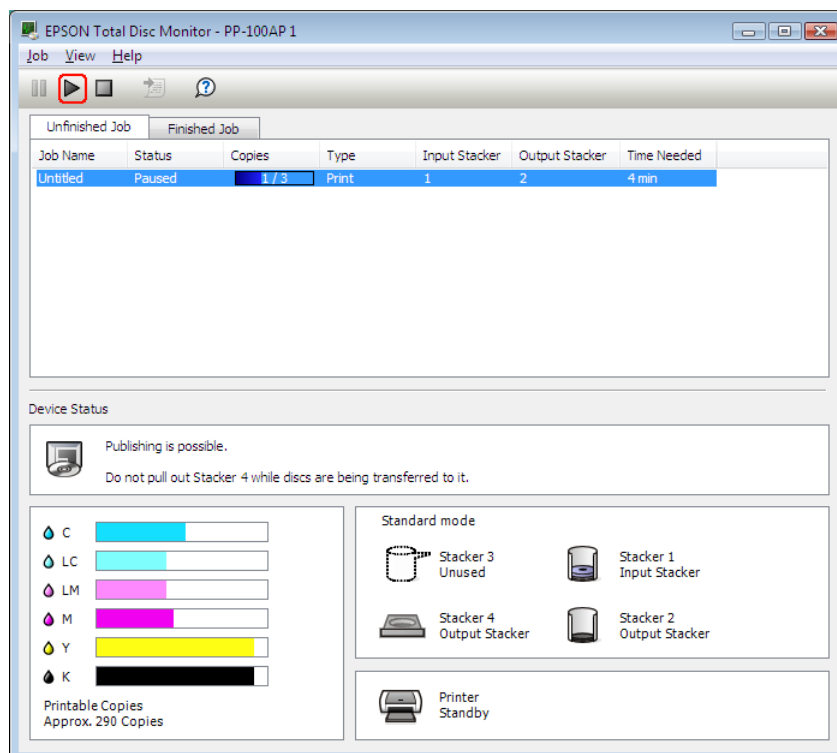 EPSON Total Disc Monitor - PP-100AP 1
Job View Help
Unfinished Job Finished Job
Job Name Status Copies Type Input Stacker Output Stacker Time Needed
Untitled Paused 1 / 3 Print 1 2 4 min
Device Status
Publishing is possible.
Do not pull out Stacker 4 while discs are being transferred to it.
C
LC
LM
M
Y
K
Printable Copies
Approx. 290 Copies
Standard mode
Stacker 3
Unused
Stacker 1
Input Stacker
Stacker 4
Output Stacker
Stacker 2
Output Stacker
Printer
Standby